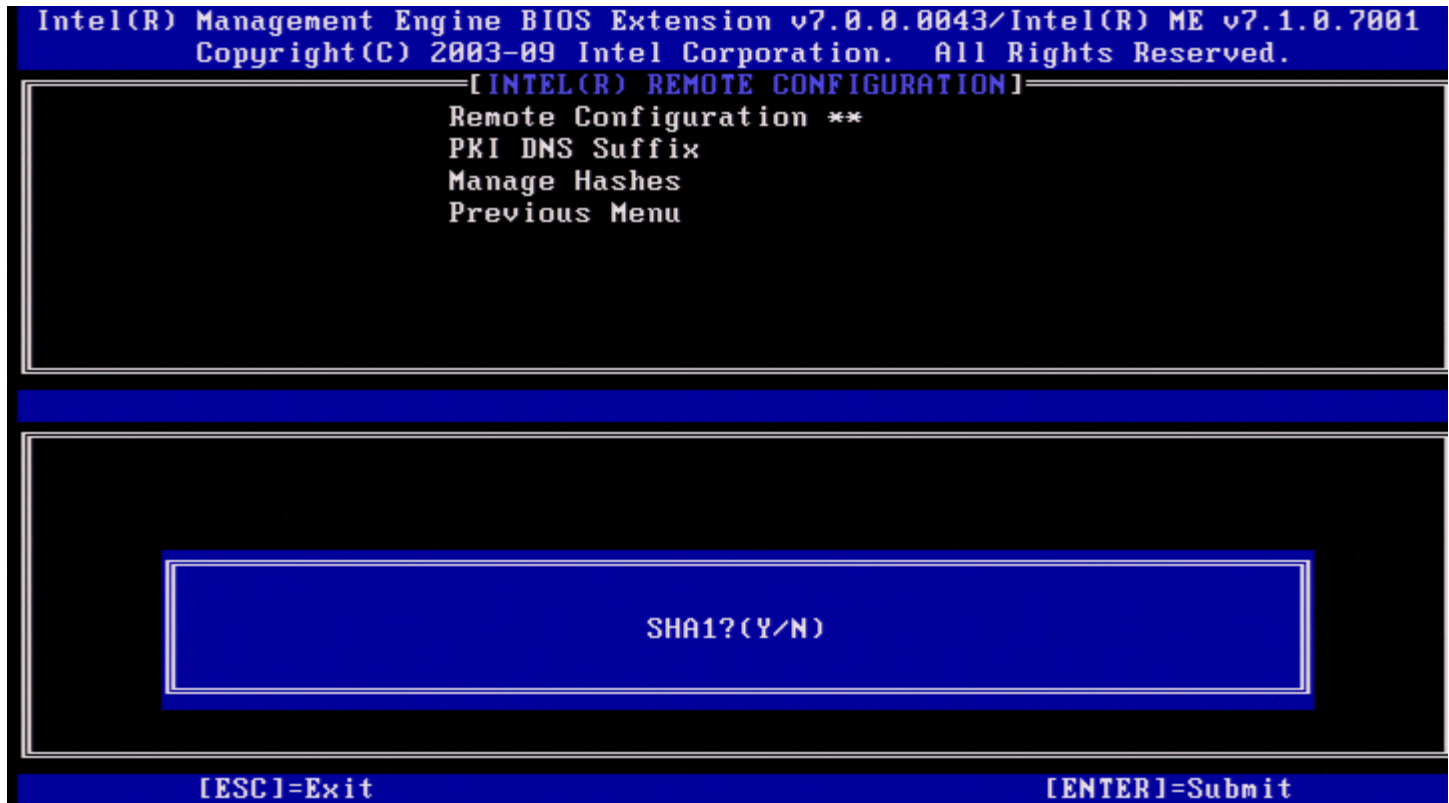 Intel(R) Management Engine BIOS Extension v7.0.0.0043/Intel(R) ME v7.1.0.7001
Copyright(C) 2003-09 Intel Corporation. All Rights Reserved.
[INTEL(R) REMOTE CONFIGURATION]
Remote Configuration **
PKI DNS Suffix
Manage Hashes
Previous Menu
SHA1?(Y/N)
[ESC]=Exit [ENTER]=Submit